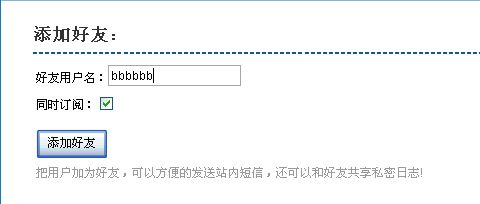 添加好友：
好友用户名：bbbbbb
同时订阅：
添加好友
把用户加为好友，可以方便的发送站内短信，还可以和好友共享私密日志!